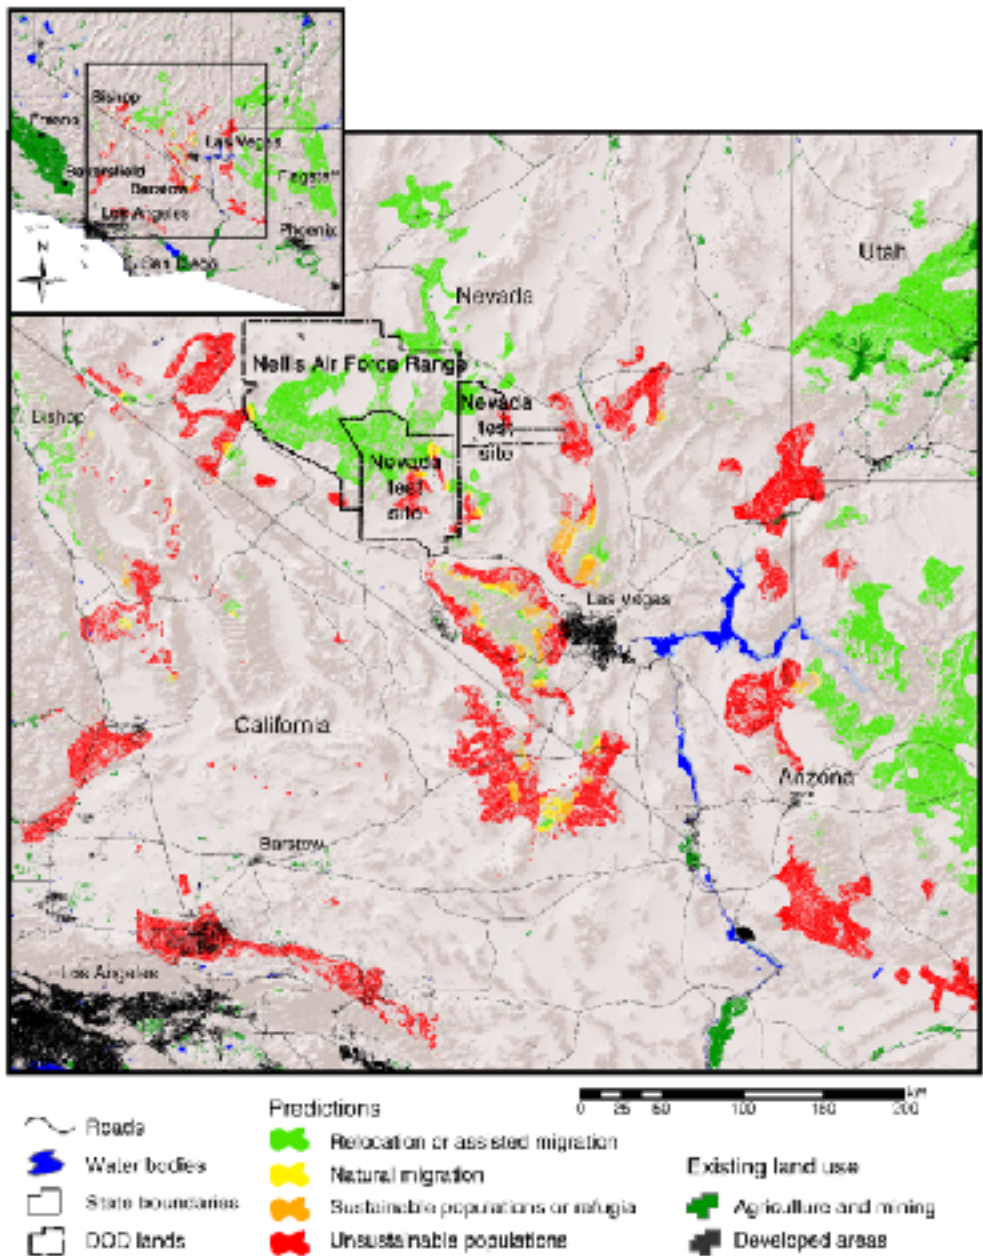 Bishop
Fresno
Las Vegas
Bakersfield
Flagstaff
Barstow
Los Angeles
Phoenix
N
San Diego
Utah
Nevada
Nellis Air Force Range
Nevada
test
site
Bishop
Nevada
test
site
Las Vegas
California
Arizona
Barstow
Los Angeles
km
0 25 50 100 150 200
Roads
Water bodies
State boundaries
DOD lands
Predictions
Relocation or assisted migration
Natural migration
Sustainable populations or refugia
Unsustainable populations
Existing land use
Agriculture and mining
Developed areas